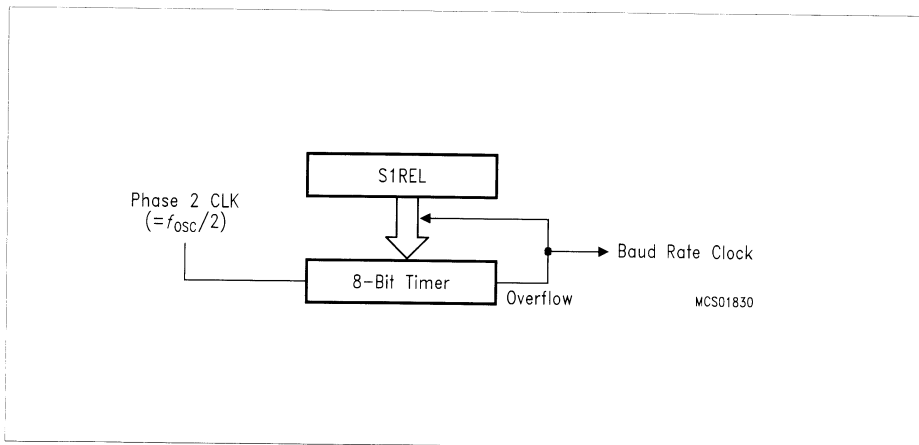 S1REL
Phase 2 CLK
(=fOSC/2)
8-Bit Timer
Overflow
Baud Rate Clock
MCS01830